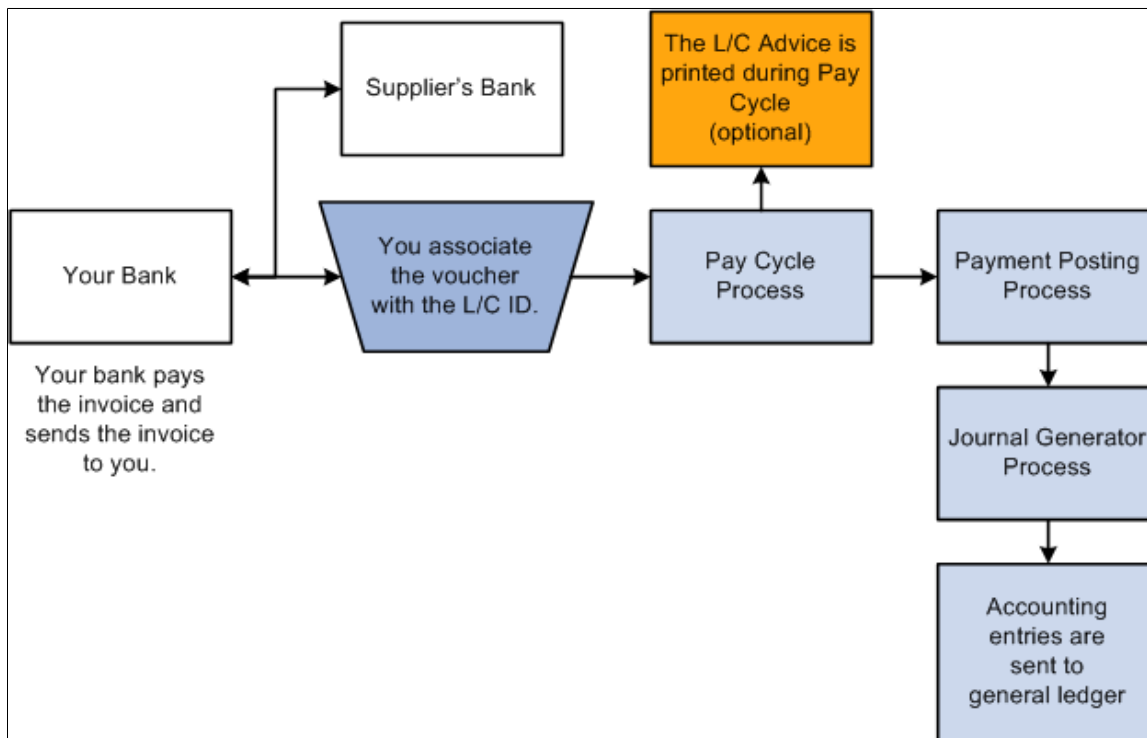 Supplier's Bank
The L/C Advice is
printed during Pay
Cycle
(optional)
Your Bank
You associate
the voucher
with the L/C ID.
Pay Cycle
Process
Payment Posting
Process
Your bank pays
the invoice and
sends the invoice
to you.
Journal Generator
Process
Accounting
entries are
sent to
general ledger